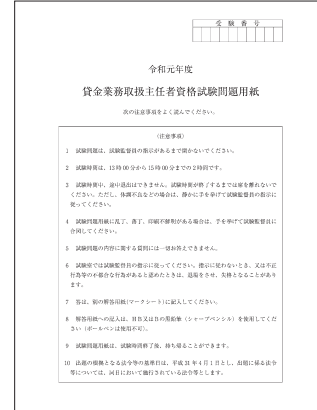 受 験 番 号
令和元年度
貸金業務取扱主任者資格試験問題用紙
次の注意事項をよく読んでください。
(注意事項)
1 試験問題は、試験監督員の指示があるまで開かないでください。
2 試験時間は、13 時 00 分から 15 時 00 分までの 2 時間です。
3 試験時間中、途中退出はできません。試験時間が終了するまでは席を離れないで
ください。ただし、体調不良などの場合は、静かに手を挙げて試験監督員の指示に
従ってください。
4 試験問題用紙に乱丁、落丁、印刷不鮮明がある場合は、手を挙げて試験監督員に
合図してください。
5 試験問題の内容に関する質問には一切お答えできません。
6 試験室では試験監督員の指示に従ってください。指示に従わないとき、又は不正
行為等の不都合な行為があると認めたときは、退場をさせ、失格となることがあり
ます。
7 答は、別の解答用紙(マークシート)に記入してください。
8 解答用紙への記入は、HB又はBの黒鉛筆(シャープペンシル)を使用してくださ
い(ボールペンは使用不可)。
9 試験問題用紙は、試験時間終了後、持ち帰ることができます。
10 出題の根拠となる法令等の基準日は、平成 31 年 4 月 1 日とし、出題に係る法令
等については、同日において施行されている法令等とします。